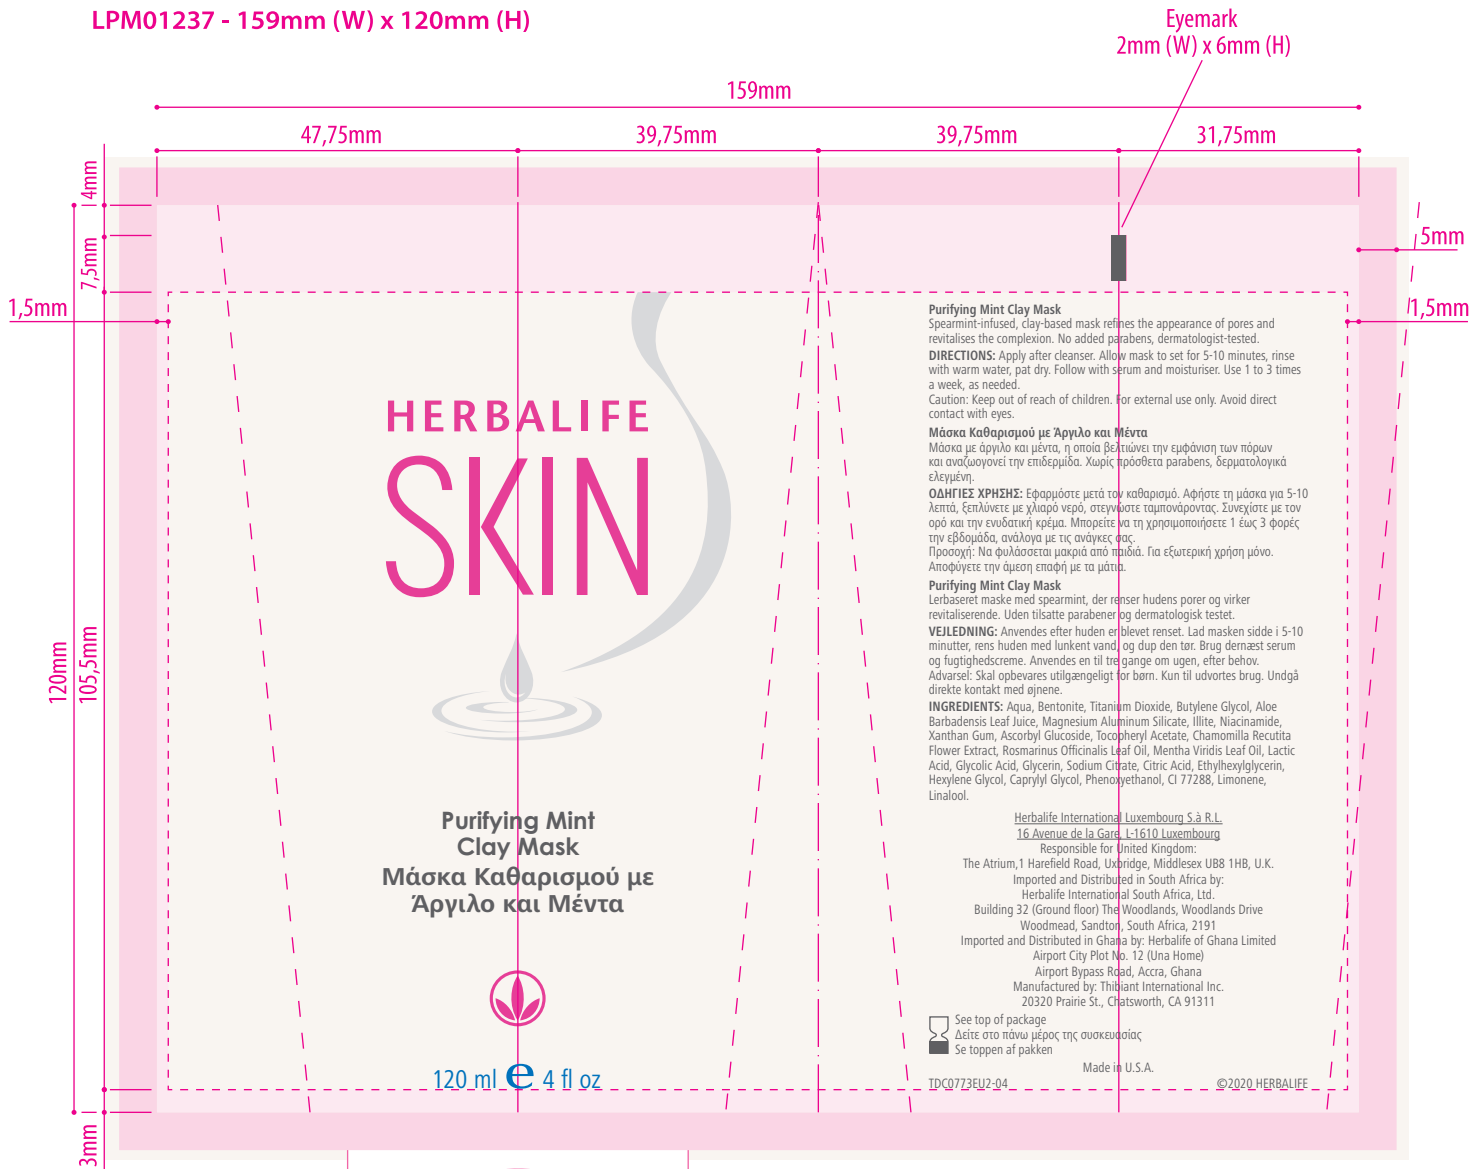 LPM01237 - 159mm (W) x 120mm (H)
Eyemark
2mm (W) x 6mm (H)
159mm
47,75mm
39,75mm
39,75mm
31,75mm
4mm
7,5mm
1,5mm
5mm
1,5mm
120mm
105,5mm
3mm
HERBALIFE
SKIN
Purifying Mint
Clay Mask
Μάσκα Καθαρισμού με
Άργιλο και Μέντα
120 ml e 4 fl oz
Purifying Mint Clay Mask
Spearmint-infused, clay-based mask refines the appearance of pores and
revitalises the complexion. No added parabens, dermatologist-tested.
DIRECTIONS: Apply after cleanser. Allow mask to set for 5-10 minutes, rinse
with warm water, pat dry. Follow with serum and moisturiser. Use 1 to 3 times
a week, as needed.
Caution: Keep out of reach of children. For external use only. Avoid direct
contact with eyes.
Μάσκα Καθαρισμού με Άργιλο και Μέντα
Μάσκα με άργιλο και μέντα, η οποία βελτιώνει την εμφάνιση των πόρων
και αναζωογονεί την επιδερμίδα. Χωρίς πρόσθετα parabens, δερματολογικά
ελεγμένη.
ΟΔΗΓΙΕΣ ΧΡΗΣΗΣ: Εφαρμόστε μετά τον καθαρισμό. Αφήστε τη μάσκα για 5-10
λεπτά, ξεπλύνετε με χλιαρό νερό, στεγνώστε ταμπονάροντας. Συνεχίστε με τον
ορό και την ενυδατική κρέμα. Μπορείτε να τη χρησιμοποιήσετε 1 έως 3 φορές
την εβδομάδα, ανάλογα με τις ανάγκες σας.
Προσοχή: Να φυλάσσεται μακριά από παιδιά. Για εξωτερική χρήση μόνο.
Αποφύγετε την άμεση επαφή με τα μάτια.
Purifying Mint Clay Mask
Lerbaseret maske med spearmint, der renser hudens porer og virker
revitaliserende. Uden tilsatte parabener og dermatologisk testet.
VEJLEDNING: Anvendes efter huden er blevet renset. Lad masken sidde i 5-10
minutter, rens huden med lunkent vand, og dup den tør. Brug dernæst serum
og fugtighedscreme. Anvendes en til tre gange om ugen, efter behov.
Advarsel: Skal opbevares utilgængeligt for børn. Kun til udvortes brug. Undgå
direkte kontakt med øjnene.
INGREDIENTS: Aqua, Bentonite, Titanium Dioxide, Butylene Glycol, Aloe
Barbadensis Leaf Juice, Magnesium Aluminum Silicate, Illite, Niacinamide,
Xanthan Gum, Ascorbyl Glucoside, Tocopheryl Acetate, Chamomilla Recutita
Flower Extract, Rosmarinus Officinalis Leaf Oil, Mentha Viridis Leaf Oil, Lactic
Acid, Glycolic Acid, Glycerin, Sodium Citrate, Citric Acid, Ethylhexylglycerin,
Hexylene Glycol, Caprylyl Glycol, Phenoxyethanol, CI 77288, Limonene,
Linalool.
Herbalife International Luxembourg S.à R.L.
16 Avenue de la Gare, L-1610 Luxembourg
Responsible for United Kingdom:
The Atrium,1 Harefield Road, Uxbridge, Middlesex UB8 1HB, U.K.
Imported and Distributed in South Africa by:
Herbalife International South Africa, Ltd.
Building 32 (Ground floor) The Woodlands, Woodlands Drive
Woodmead, Sandton, South Africa, 2191
Imported and Distributed in Ghana by: Herbalife of Ghana Limited
Airport City Plot No. 12 (Una Home)
Airport Bypass Road, Accra, Ghana
Manufactured by: Thibiant International Inc.
20320 Prairie St., Chatsworth, CA 91311
See top of package
Δείτε στο πάνω μέρος της συσκευασίας
Se toppen af pakken
Made in U.S.A.
TDC0773EU2-04
©2020 HERBALIFE